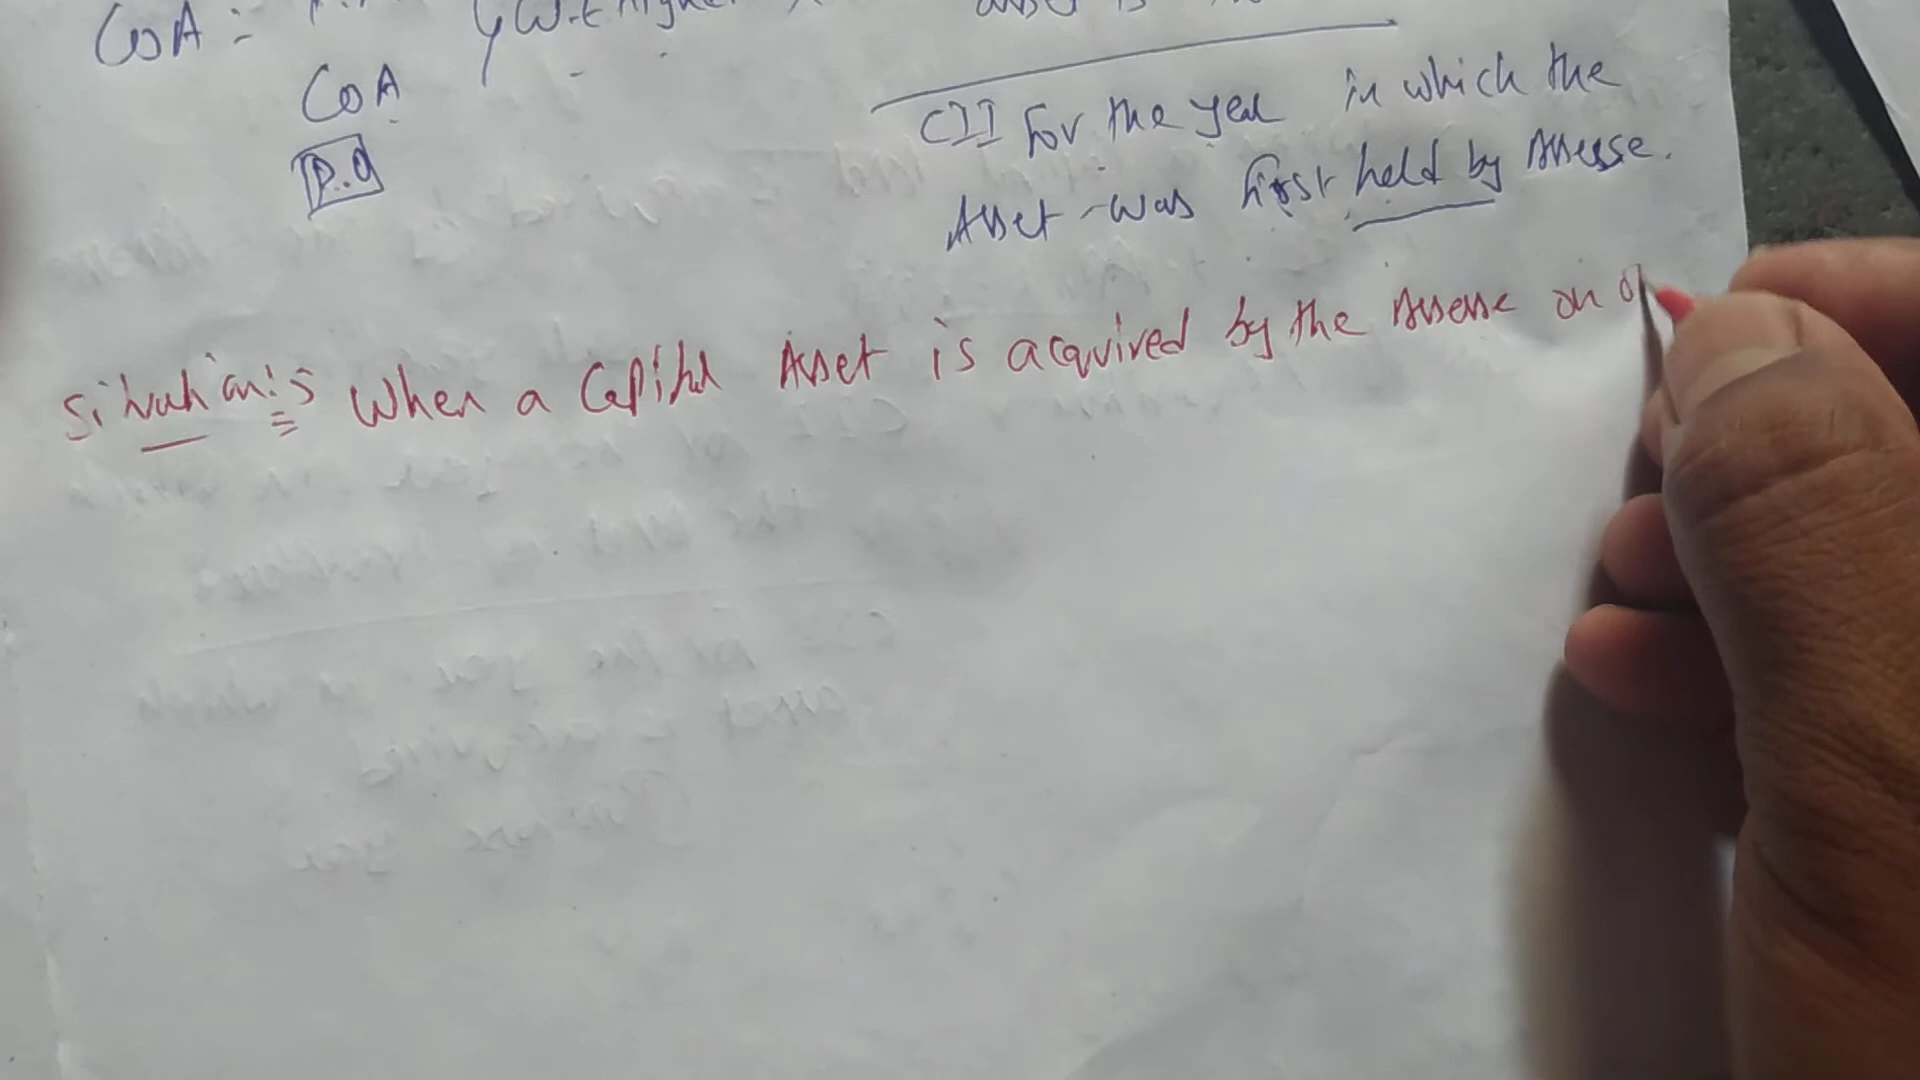 CoA :-
CoA
P.O
CII For the year in which the
Asset was first held by Assesse.
Situation:5 When a Capital Asset is acquired by the Assesse on